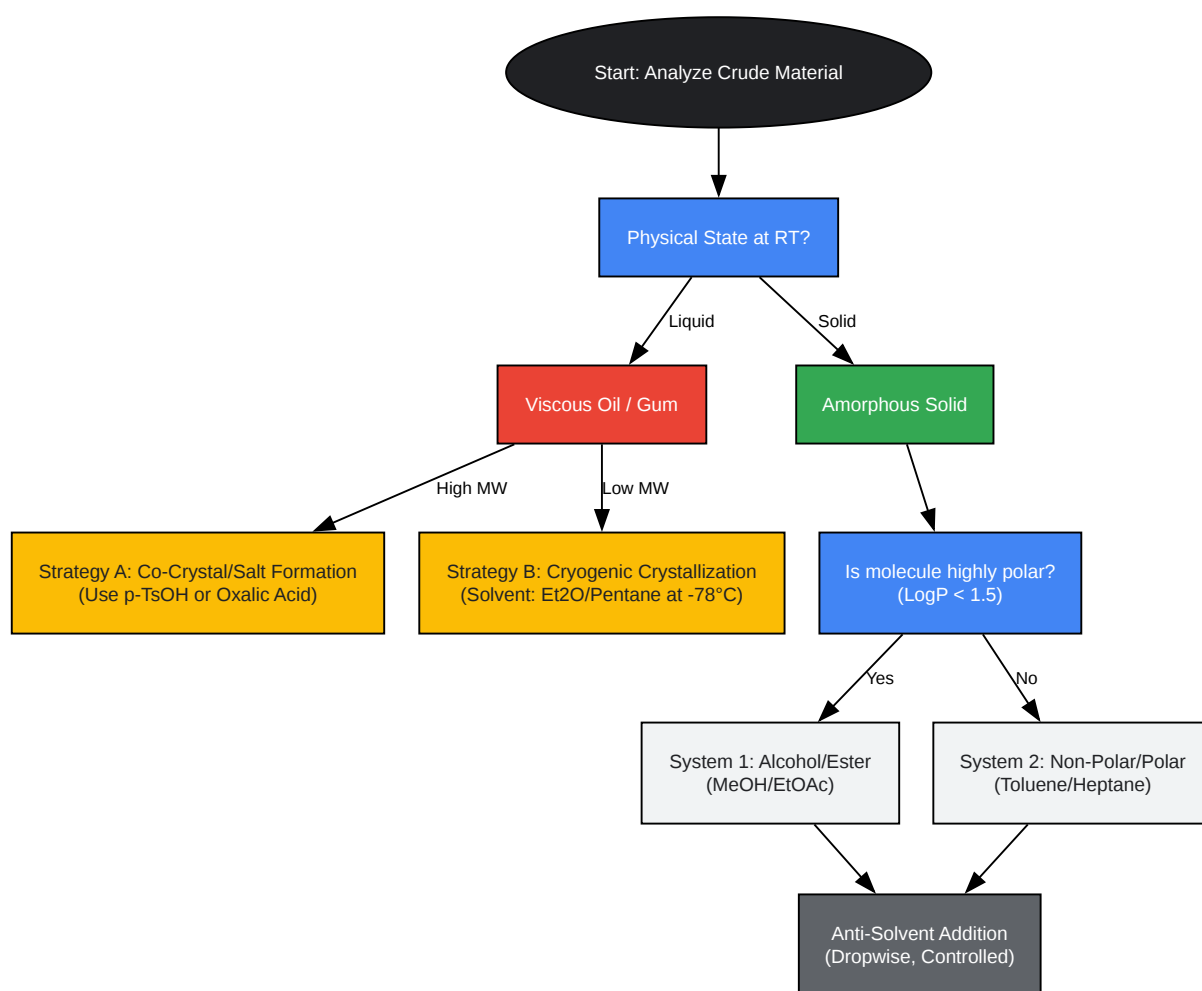 Start: Analyze Crude Material
Physical State at RT?
Liquid
Solid
Viscous Oil / Gum
Amorphous Solid
High MW
Low MW
Strategy A: Co-Crystal/Salt Formation
(Use p-TsOH or Oxalic Acid)
Strategy B: Cryogenic Crystallization
(Solvent: Et2O/Pentane at -78°C)
Is molecule highly polar?
(LogP < 1.5)
Yes
No
System 1: Alcohol/Ester
(MeOH/EtOAc)
System 2: Non-Polar/Polar
(Toluene/Heptane)
Anti-Solvent Addition
(Dropwise, Controlled)